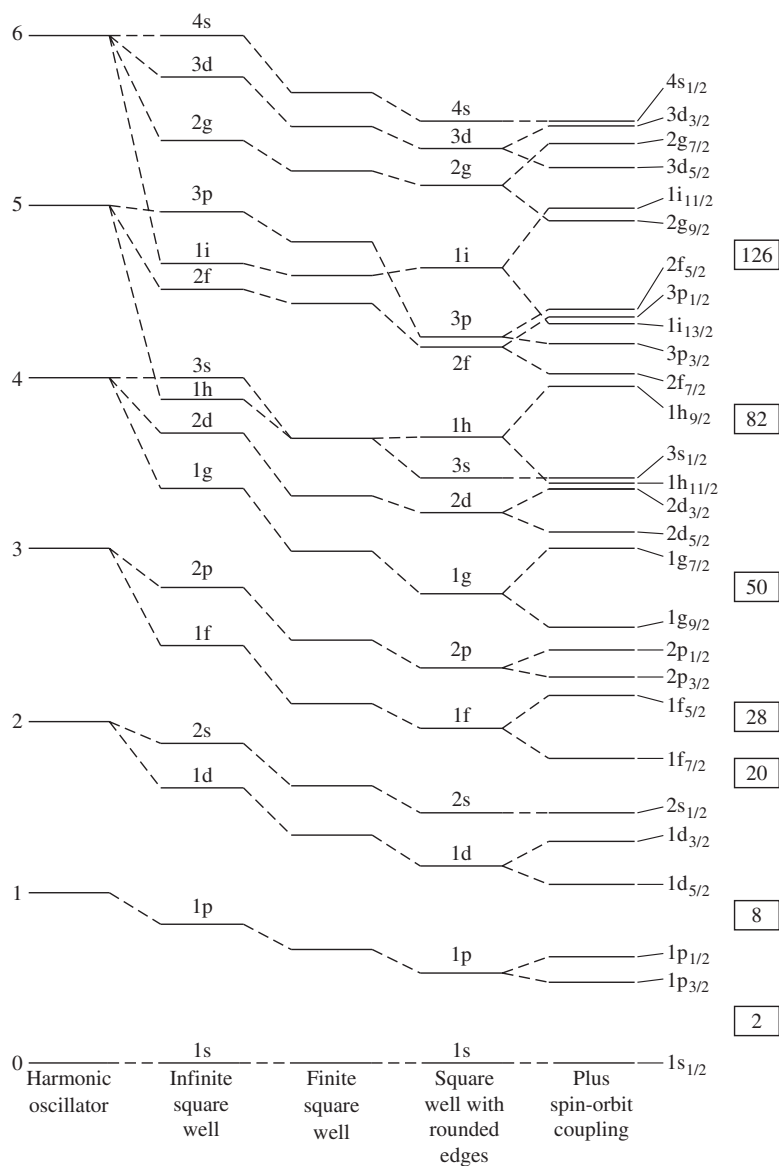 6
4s
3d
4s
4s1/2
3d3/2
2g
3d
2g7/2
2g
3d5/2
1i11/2
5
3p
2g9/2
1i
1i
126
2f
2f5/2
3p
3p1/2
1i13/2
2f
3p3/2
4
3s
2f7/2
1h
1h9/2
82
2d
1h
3s1/2
1g
3s
1h11/2
2d
2d3/2
2d5/2
3
1g7/2
2p
1g
50
1g9/2
1f
2p
2p1/2
2p3/2
2
1f
1f5/2
28
2s
1f7/2
20
1d
2s
2s1/2
1d3/2
1d
1d5/2
1
1p
8
1p
1p1/2
1p3/2
2
0
1s
1s
1s1/2
Harmonic
oscillator
Infinite
square
well
Finite
square
well
Square
well with
rounded
edges
Plus
spin-orbit
coupling